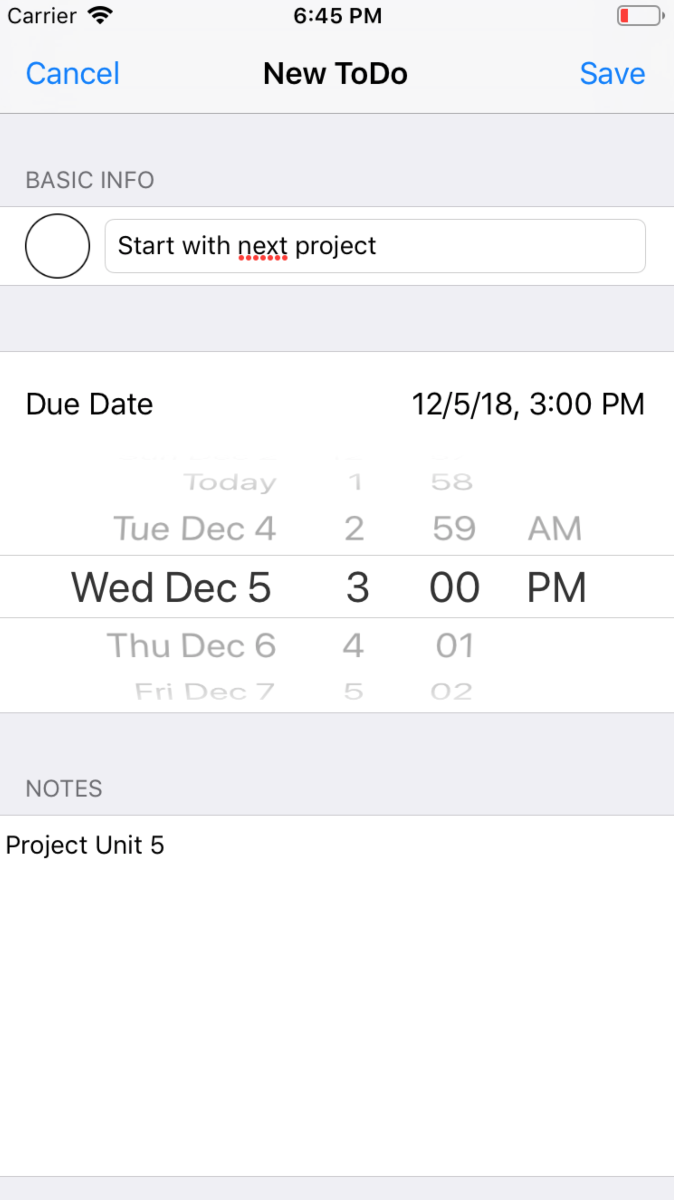 Carrier 6:45 PM
Cancel New ToDo Save
BASIC INFO
Start with next project
Due Date 12/5/18, 3:00 PM
Today 1 58
Tue Dec 4 2 59 AM
Wed Dec 5 3 00 PM
Thu Dec 6 4 01
Fri Dec 7 5 02
NOTES
Project Unit 5